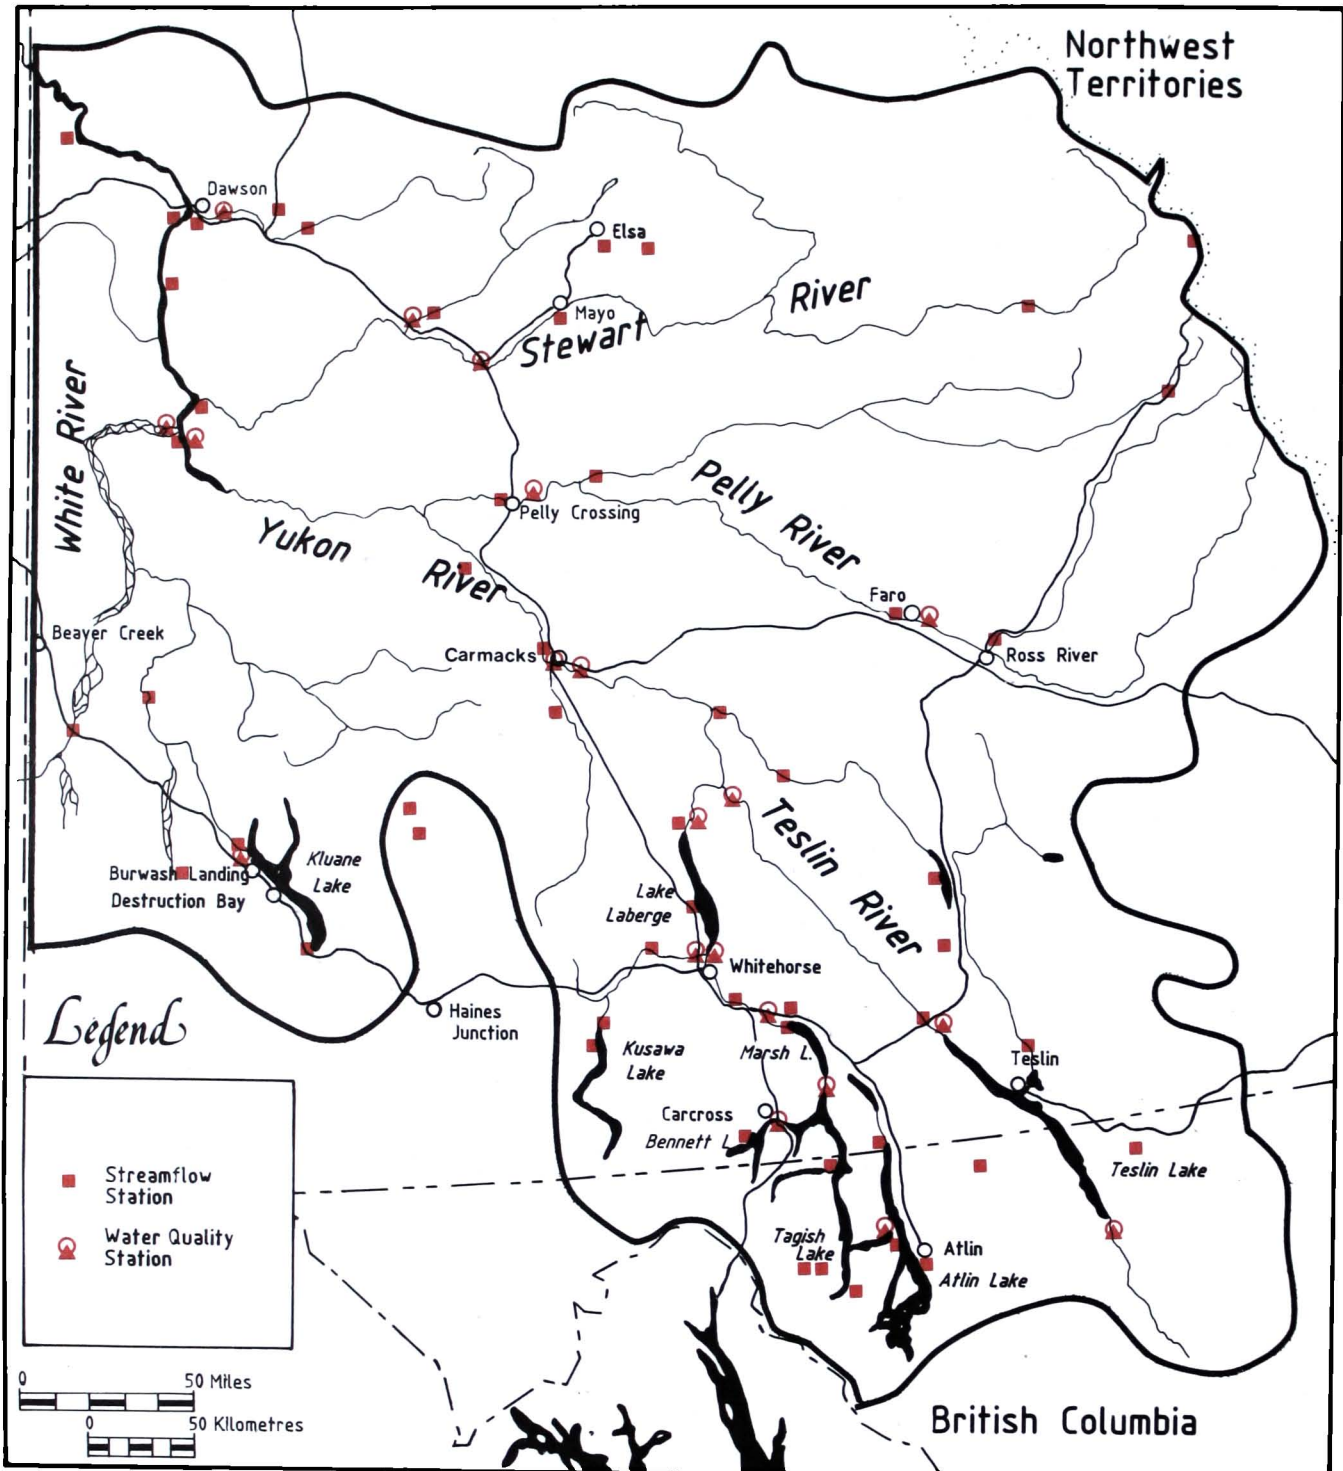 Northwest
Territories
Dawson
Elsa
River
Mayo
Stewart
White River
Pelly River
Pelly Crossing
Yukon
River
Faro
Beaver Creek
Carmacks
Ross River
Teslin River
Kluane
Lake
Burwash Landing
Destruction Bay
Lake
Laberge
Whitehorse
Haines
Junction
Legend
Kusawa
Lake
Marsh L.
Teslin
Carcross
Bennett L
Teslin Lake
Streamflow
Station
Water Quality
Station
Tagish
Lake
Atlin
Atlin Lake
0 50 Miles
0 50 Kilometres
British Columbia